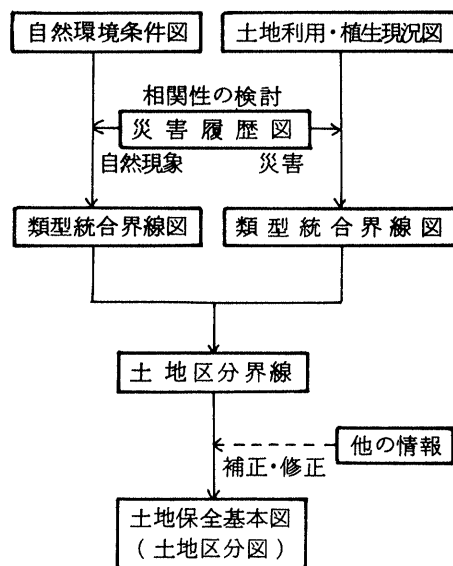 自然環境条件図
土地利用・植生現況図
相関性の検討
災害履歴図
自然現象
災害
類型統合界線図
類型統合界線図
土地区分界線
他の情報
補正・修正
土地保全基本図
(土地区分図)